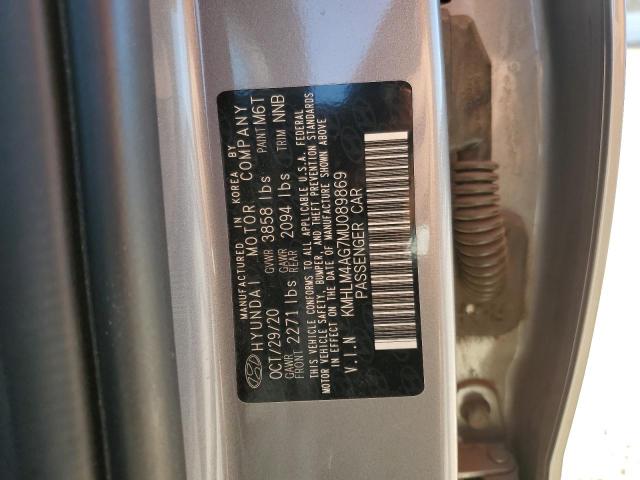 MANUFACTURED IN KOREA BY
HYUNDAI MOTOR COMPANY
OCT/29/20 GVWR 3858 lbs PAINT M6T
GAWR FRONT 2271 lbs GAWR REAR 2094 lbs TRIM NNB
THIS VEHICLE CONFORMS TO ALL APPLICABLE U.S.A. FEDERAL
MOTOR VEHICLE SAFETY, BUMPER, AND THEFT PREVENTION STANDARDS
IN EFFECT ON THE DATE OF MANUFACTURE SHOWN ABOVE
V.I.N KMHLM4AG7MU089869
PASSENGER CAR